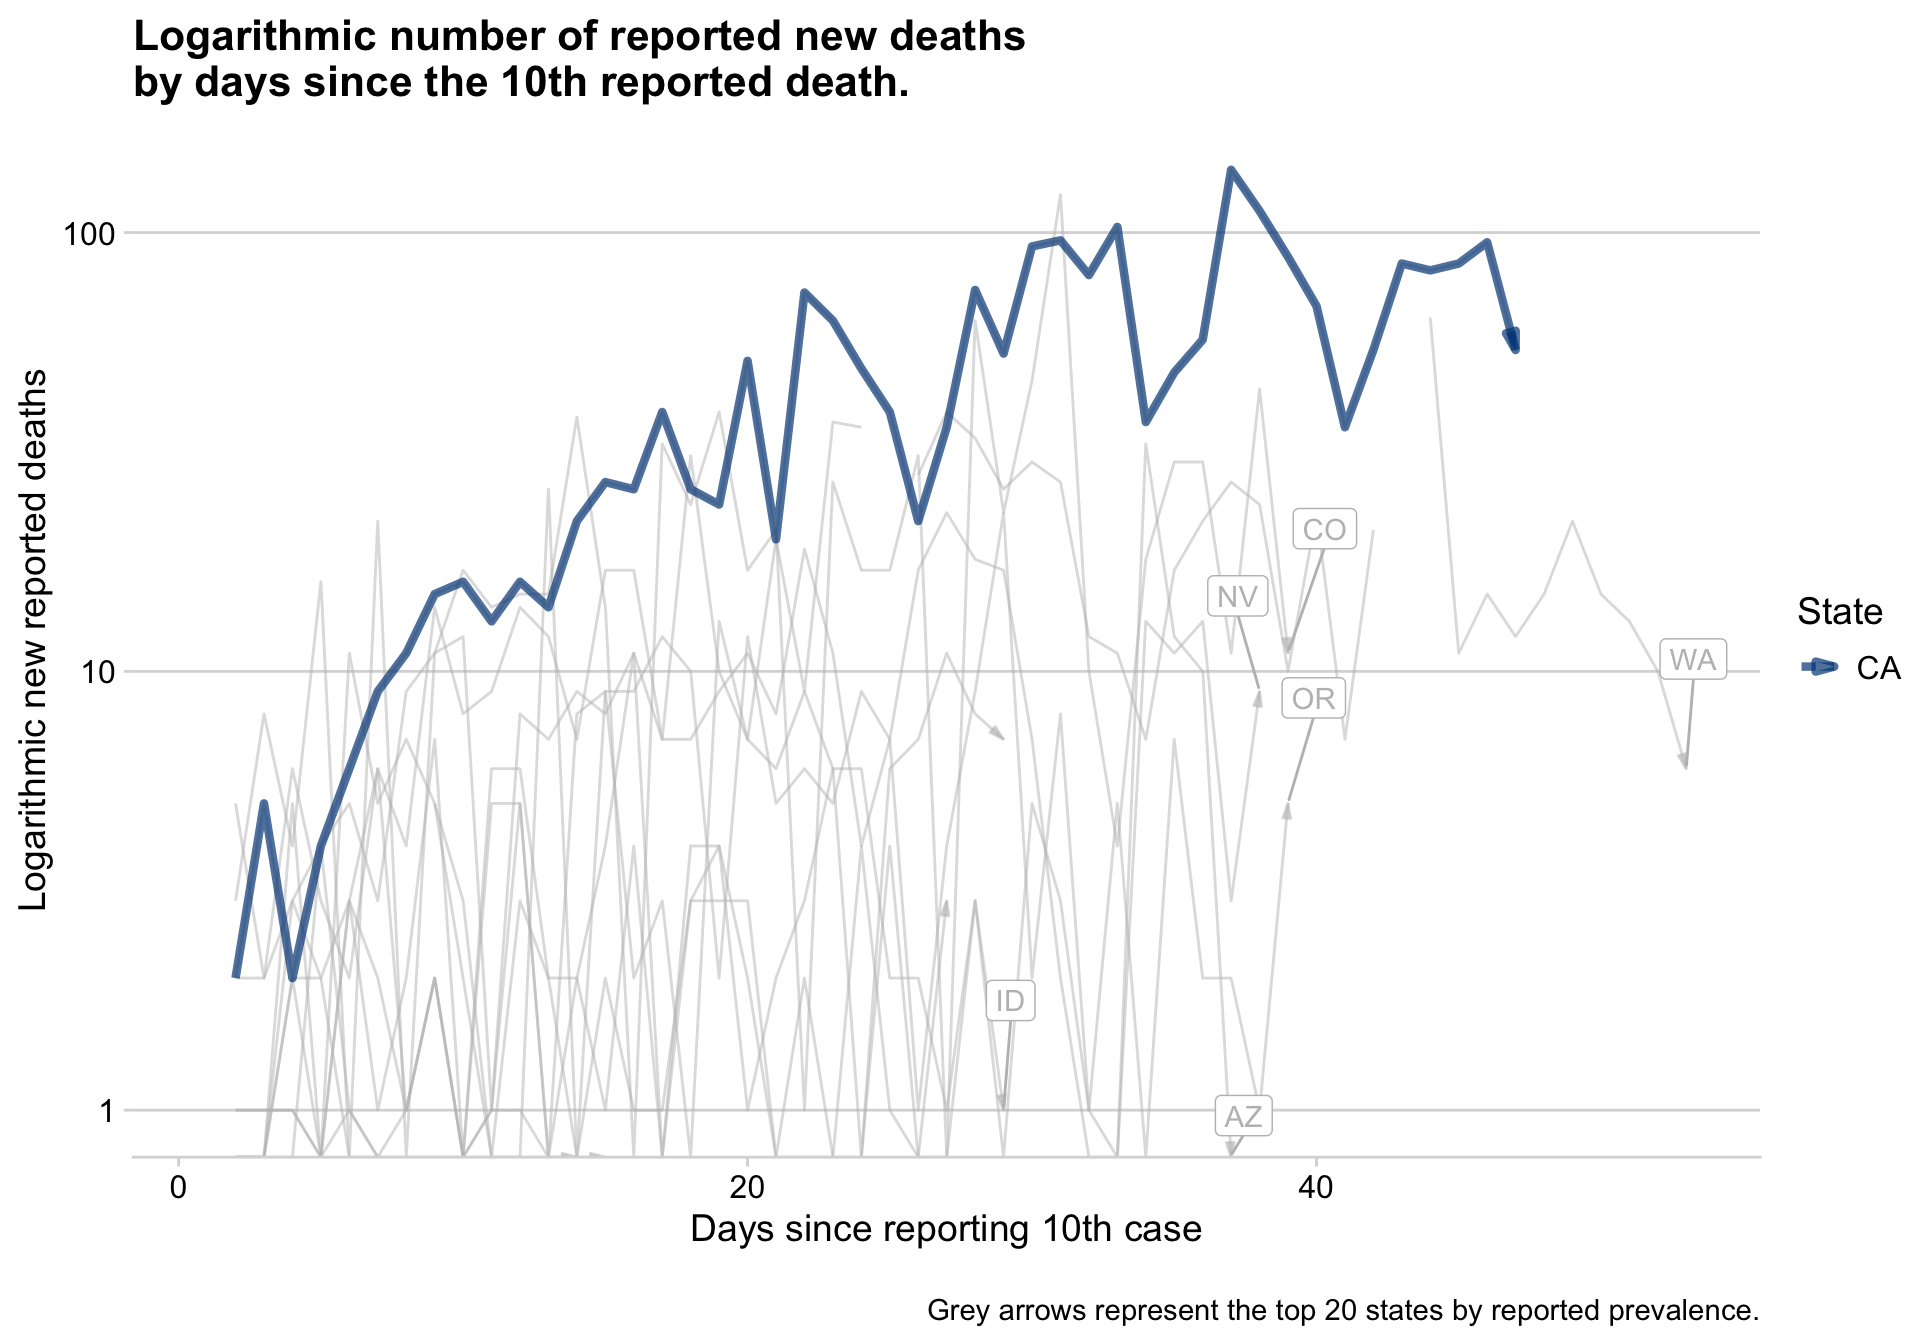 Logarithmic number of reported new deaths
by days since the 10th reported death.
Logarithmic new reported deaths
100
10
1
CO
NV
WA
OR
ID
AZ
State
CA
0 20 40
Days since reporting 10th case
Grey arrows represent the top 20 states by reported prevalence.